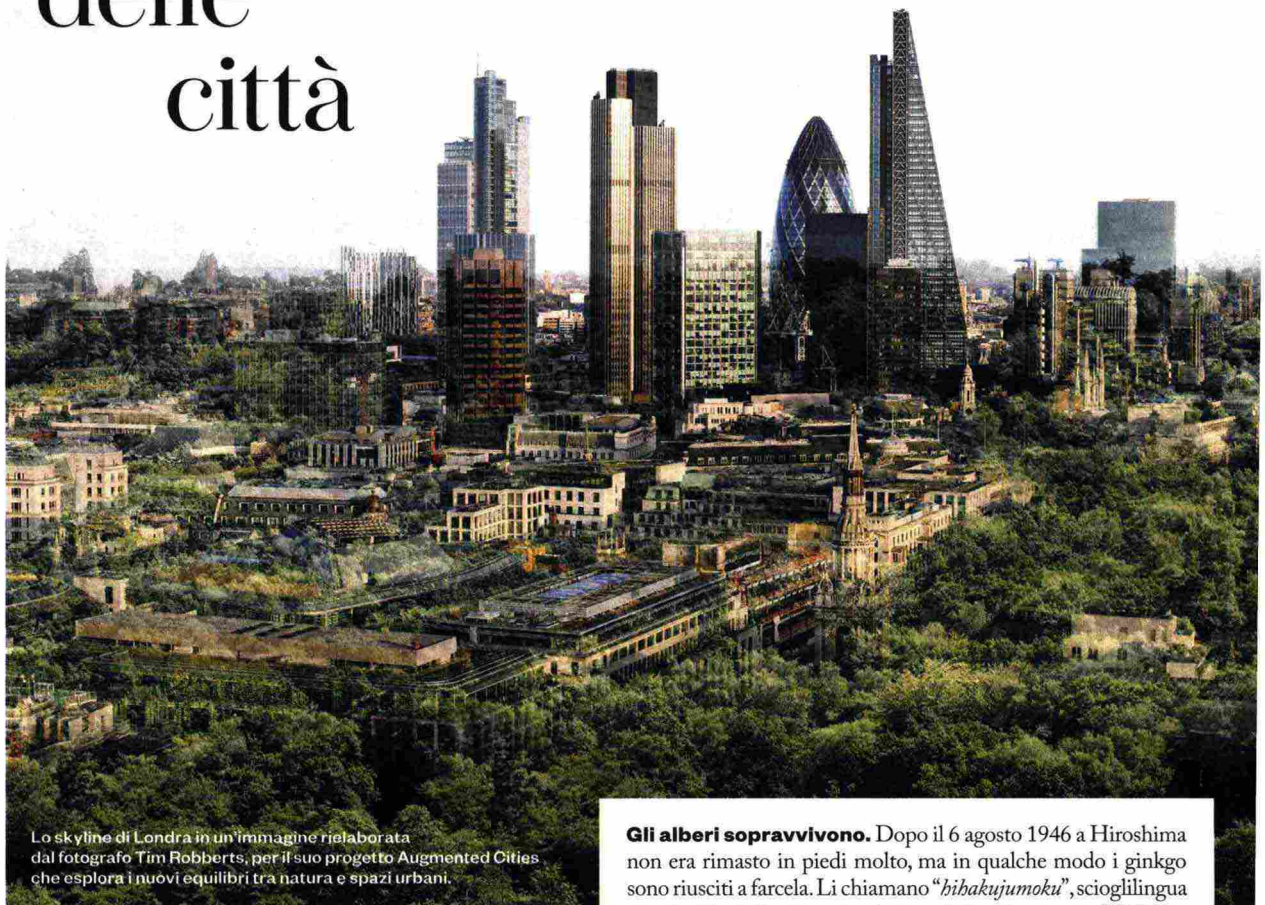 delle
città
Lo skyline di Londra in un'immagine rielaborata
dal fotografo Tim Robberts, per il suo progetto Augmented Cities
che esplora i nuovi equilibri tra natura e spazi urbani.
Gli alberi sopravvivono. Dopo il 6 agosto 1946 a Hiroshima
non era rimasto in piedi molto, ma in qualche modo i ginkgo
sono riusciti a farcela. Li chiamano “hibakujumoku”, scioglilingua